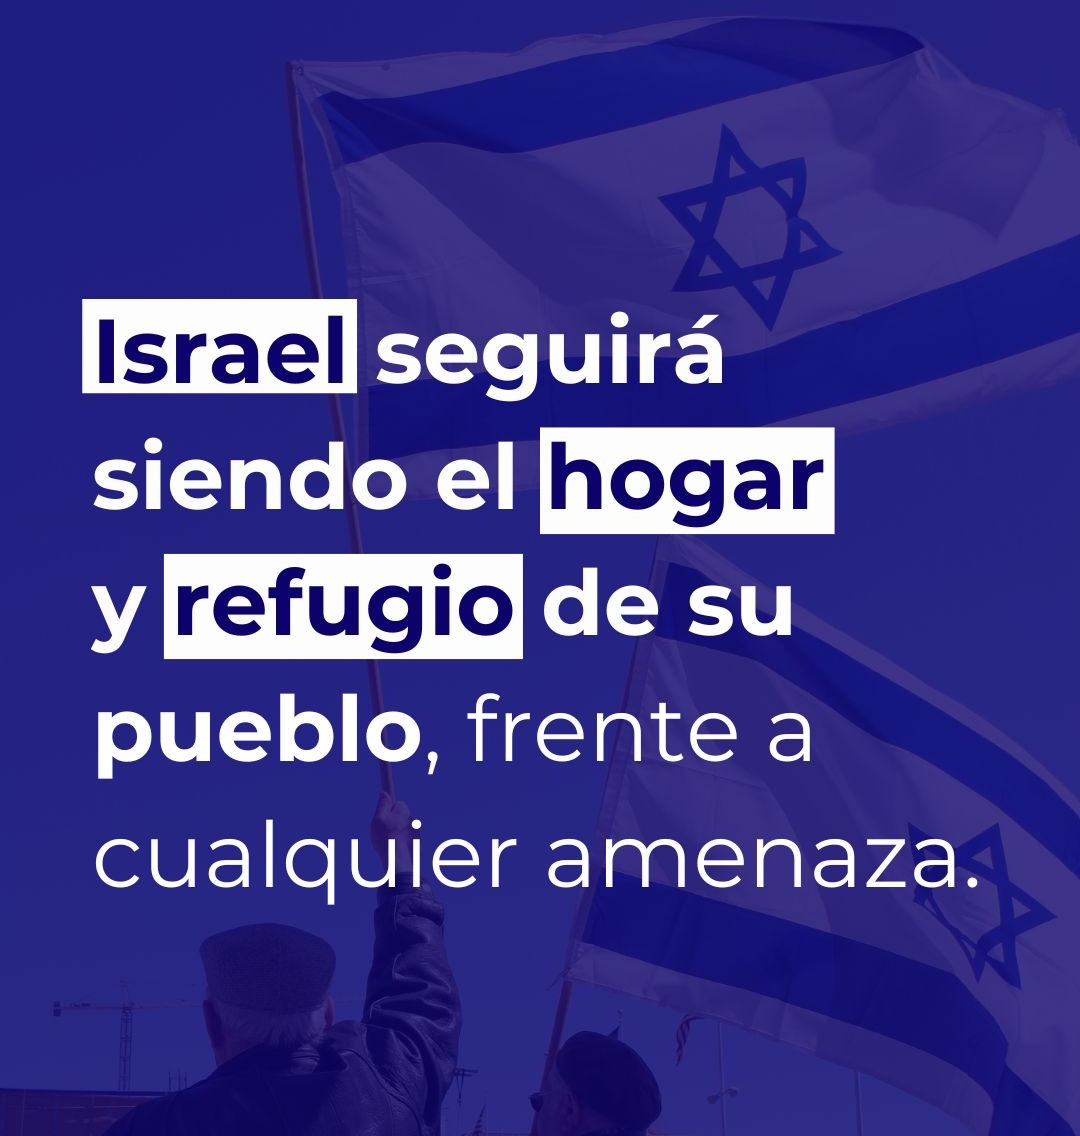 Israel seguirá
siendo el hogar
y refugio de su
pueblo, frente a
cualquier amenaza.